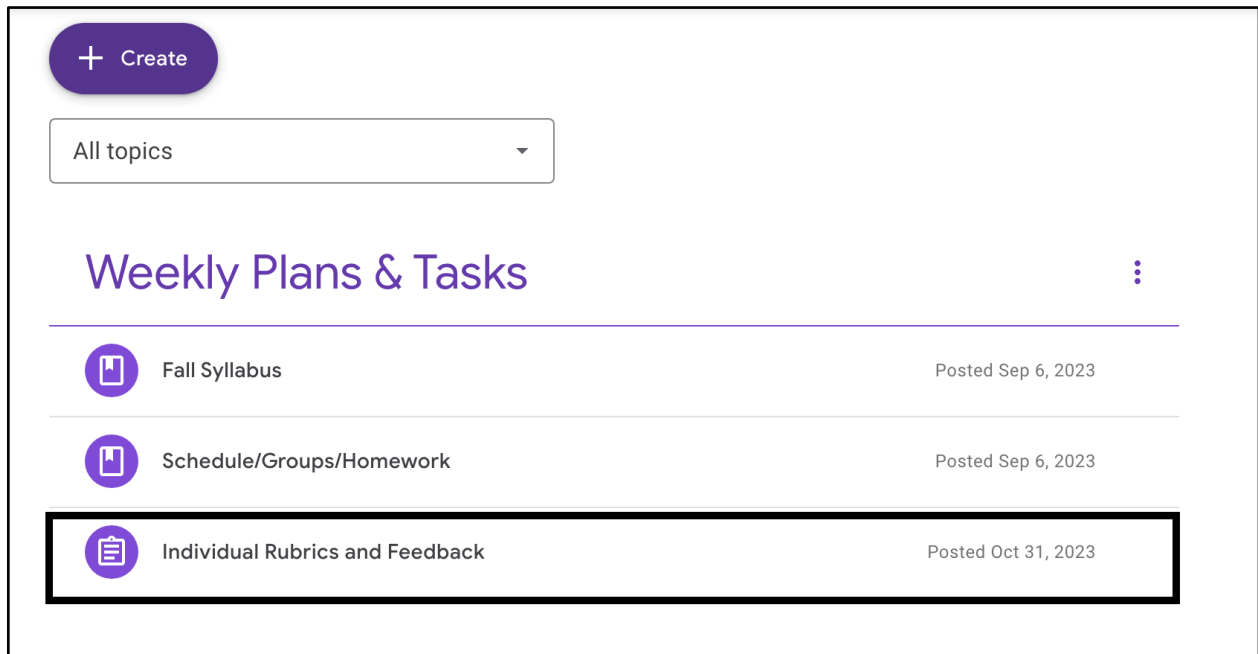 Create
All topics
Weekly Plans & Tasks
Fall Syllabus Posted Sep 6, 2023
Schedule/Groups/Homework Posted Sep 6, 2023
Individual Rubrics and Feedback Posted Oct 31, 2023